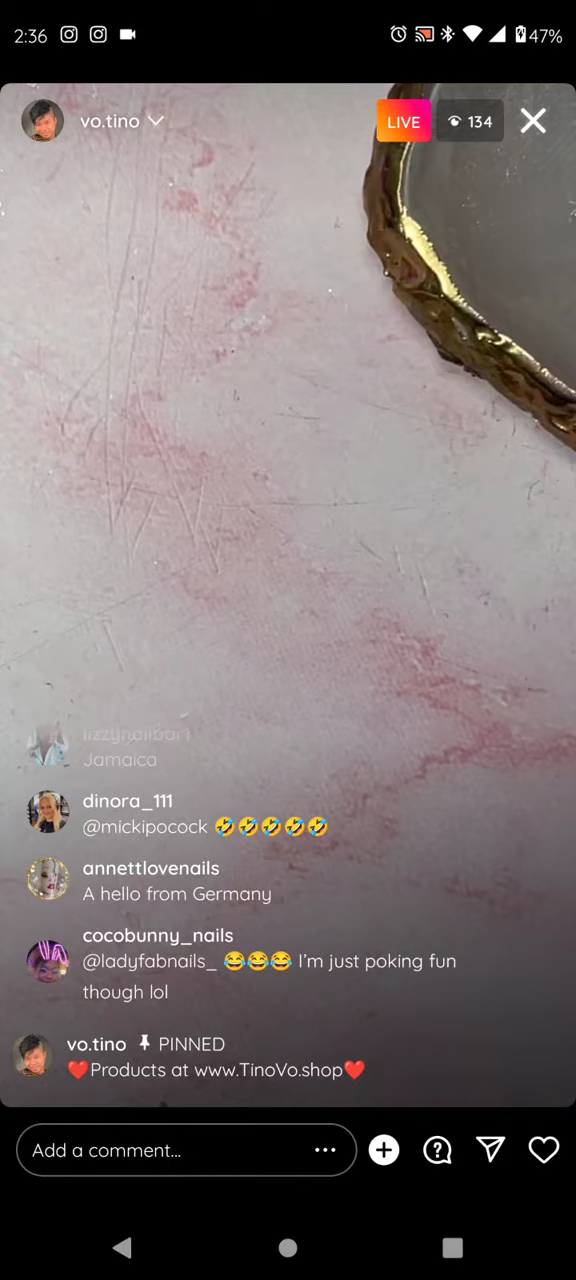 2:36
47%
vo.tino
LIVE
134
Jamaica
dinora_111
@mickipocock 🤣🤣🤣🤣🤣
annettlovenails
A hello from Germany
cocobunny_nails
@ladyfabnails_ 😂😂😂 I'm just poking fun
though lol
vo.tino PINNED
❤️Products at www.TinoVo.shop❤️
Add a comment...